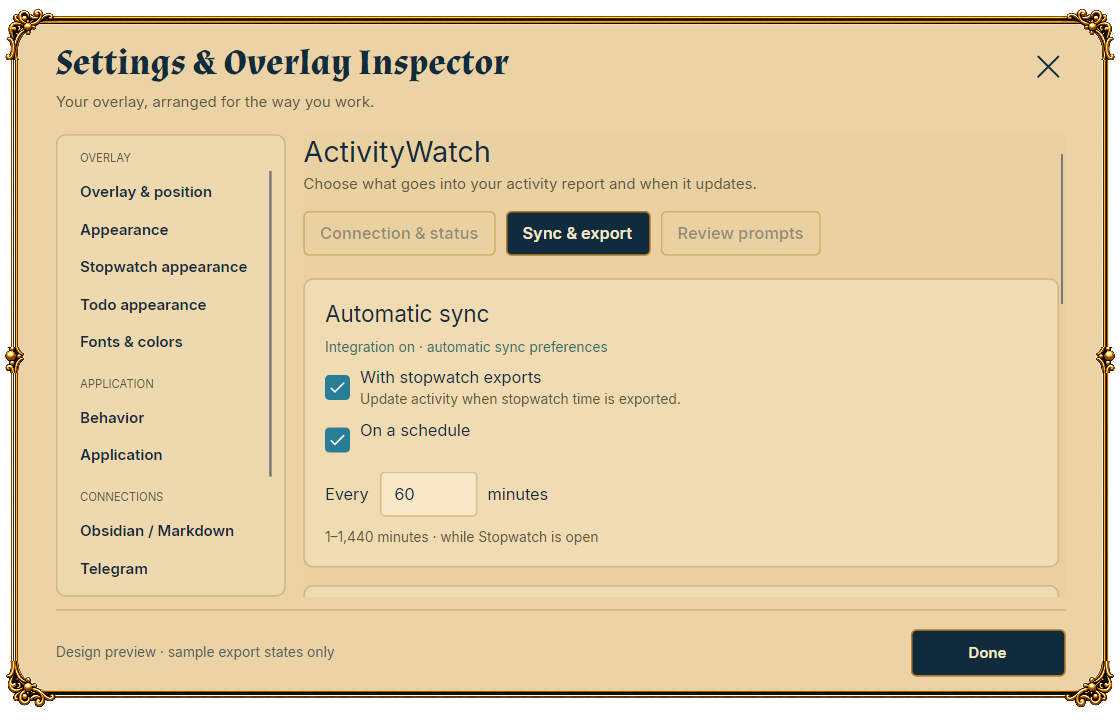 Settings & Overlay Inspector
Your overlay, arranged for the way you work.
OVERLAY
Overlay & position
Appearance
Stopwatch appearance
Todo appearance
Fonts & colors
APPLICATION
Behavior
Application
CONNECTIONS
Obsidian / Markdown
Telegram
ActivityWatch
Choose what goes into your activity report and when it updates.
Connection & status
Sync & export
Review prompts
Automatic sync
Integration on · automatic sync preferences
With stopwatch exports
Update activity when stopwatch time is exported.
On a schedule
Every 60 minutes
1–1,440 minutes · while Stopwatch is open
Design preview · sample export states only
Done